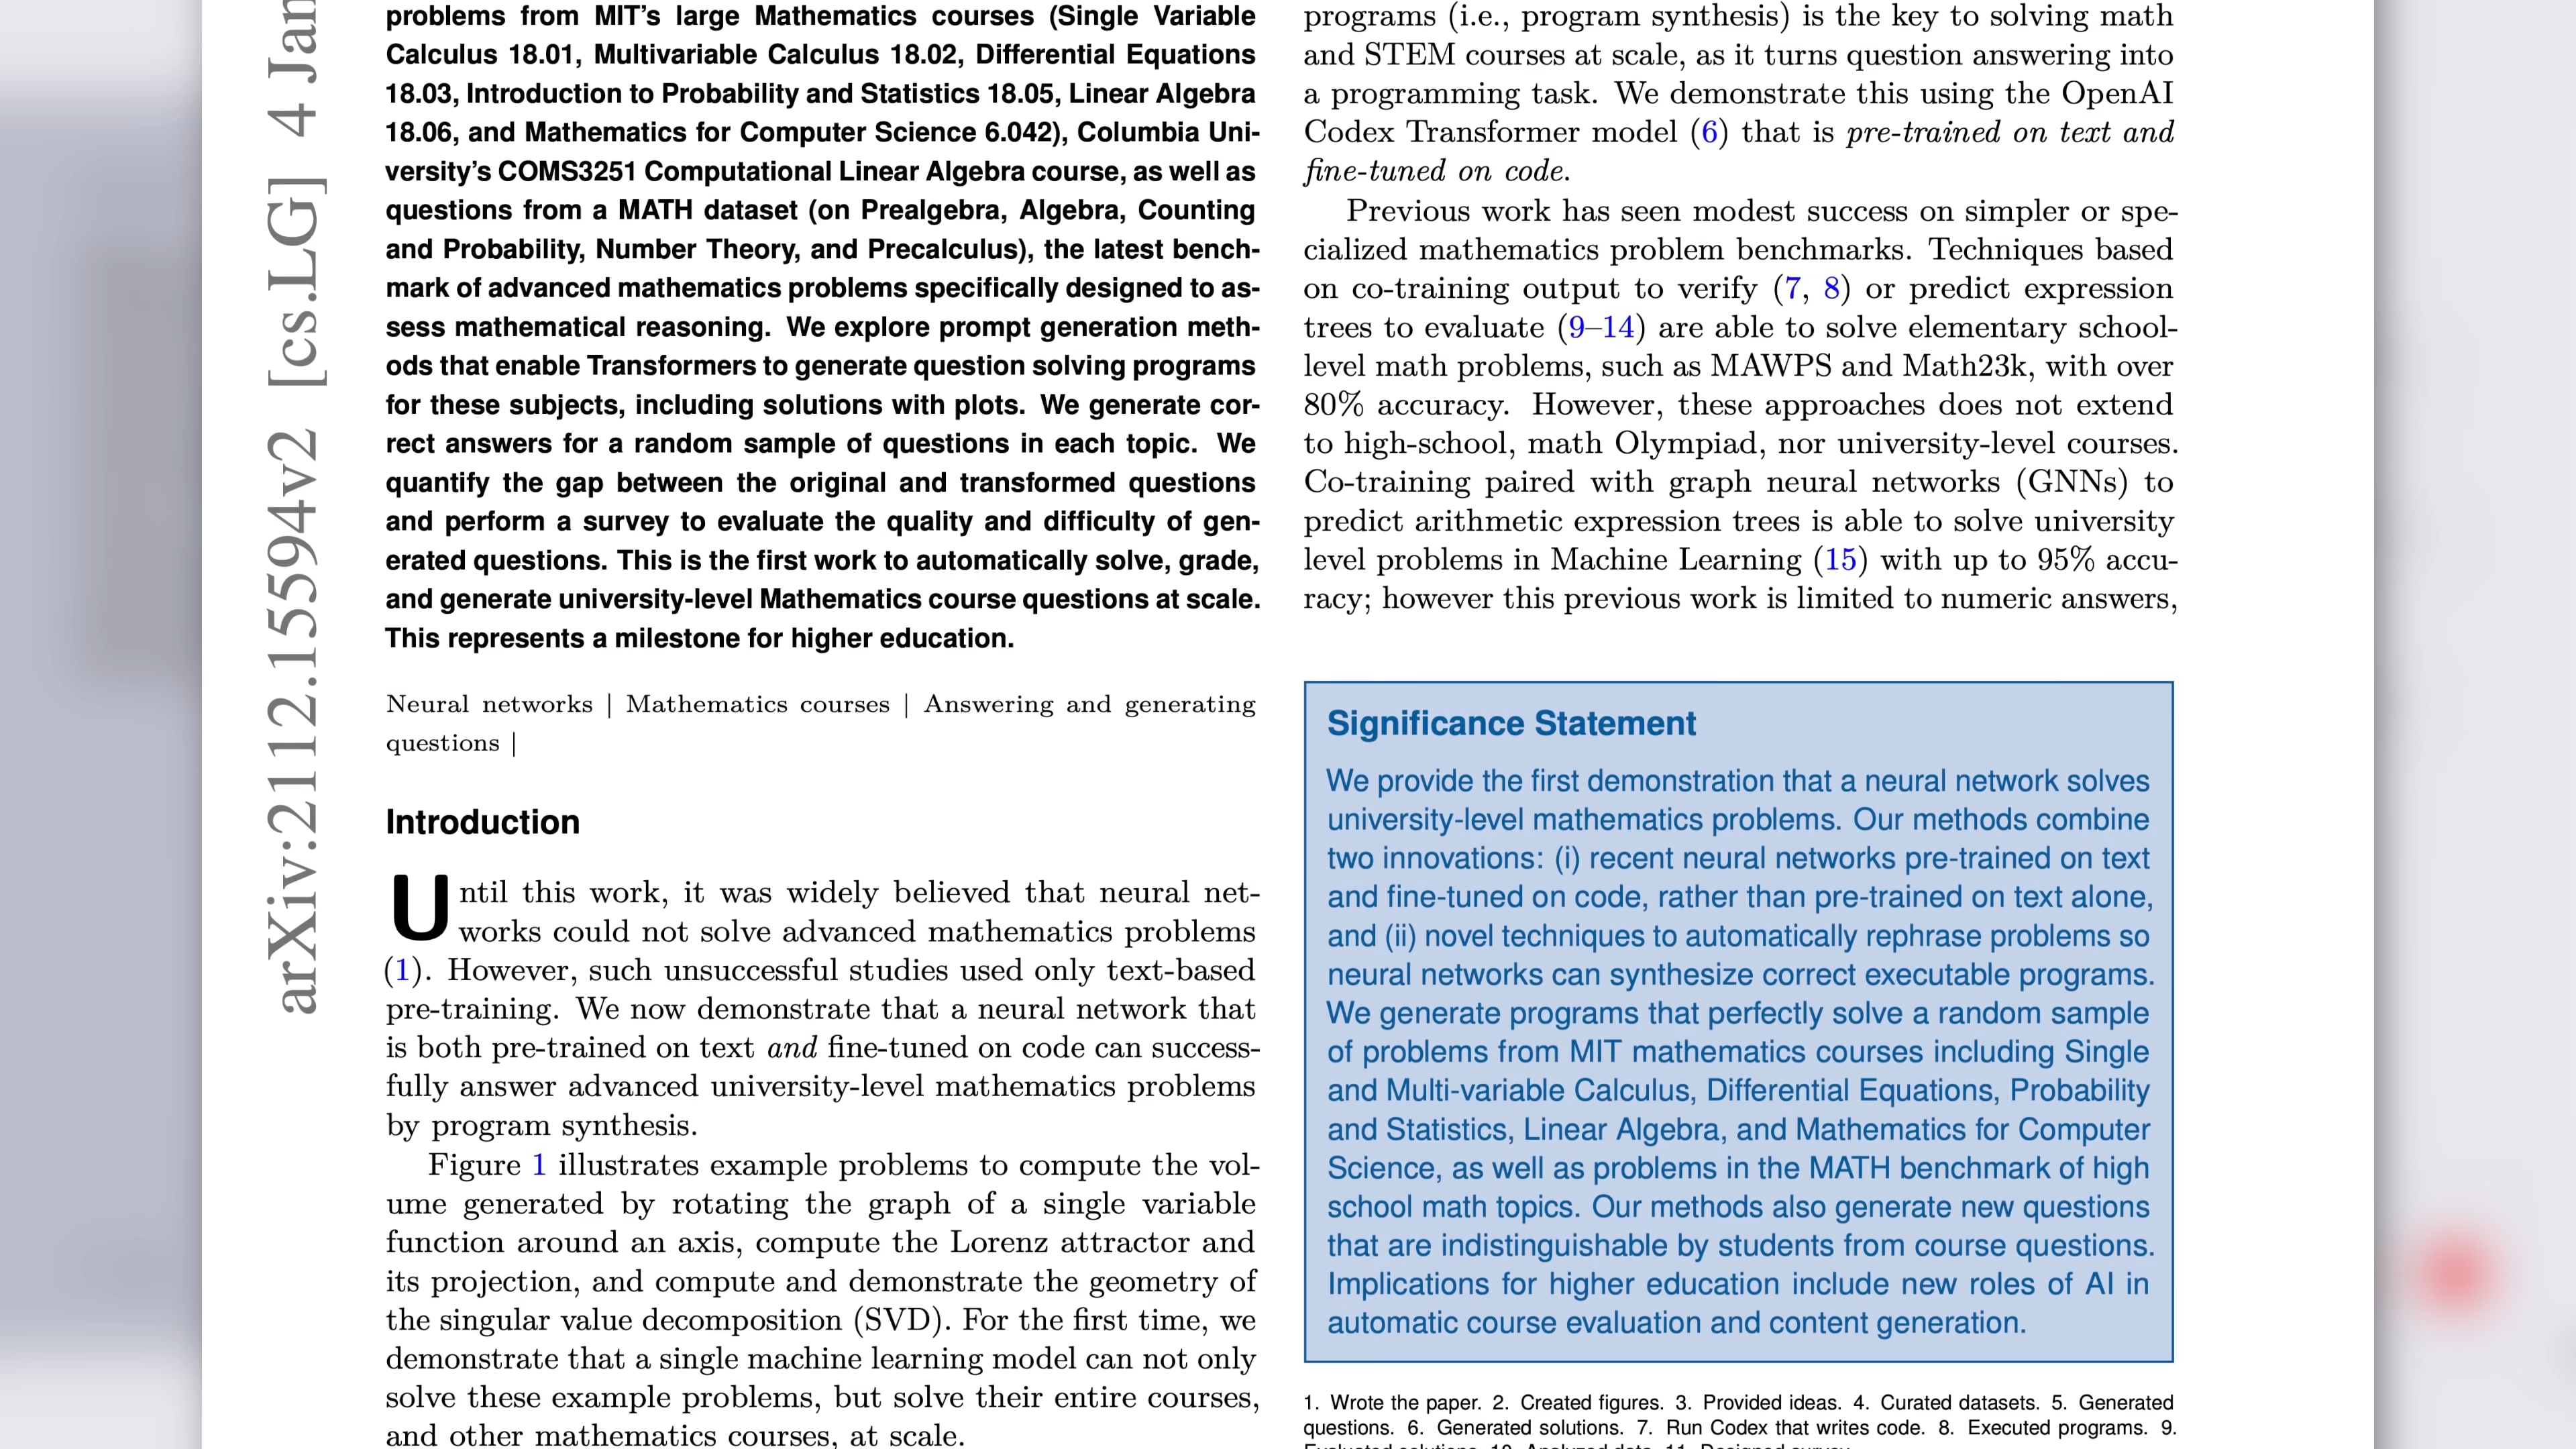 arXiv:2112.15594v2 [cs.LG] 4 Jan
problems from MIT's large Mathematics courses (Single Variable
Calculus 18.01, Multivariable Calculus 18.02, Differential Equations
18.03, Introduction to Probability and Statistics 18.05, Linear Algebra
18.06, and Mathematics for Computer Science 6.042), Columbia Uni-
versity's COMS3251 Computational Linear Algebra course, as well as
questions from a MATH dataset (on Prealgebra, Algebra, Counting
and Probability, Number Theory, and Precalculus), the latest bench-
mark of advanced mathematics problems specifically designed to as-
sess mathematical reasoning. We explore prompt generation meth-
ods that enable Transformers to generate question solving programs
for these subjects, including solutions with plots. We generate cor-
rect answers for a random sample of questions in each topic. We
quantify the gap between the original and transformed questions
and perform a survey to evaluate the quality and difficulty of gen-
erated questions. This is the first work to automatically solve, grade,
and generate university-level Mathematics course questions at scale.
This represents a milestone for higher education.
Neural networks | Mathematics courses | Answering and generating
questions |
Introduction
Until this work, it was widely believed that neural net-
works could not solve advanced mathematics problems
(1). However, such unsuccessful studies used only text-based
pre-training. We now demonstrate that a neural network that
is both pre-trained on text and fine-tuned on code can success-
fully answer advanced university-level mathematics problems
by program synthesis.
Figure 1 illustrates example problems to compute the vol-
ume generated by rotating the graph of a single variable
function around an axis, compute the Lorenz attractor and
its projection, and compute and demonstrate the geometry of
the singular value decomposition (SVD). For the first time, we
demonstrate that a single machine learning model can not only
solve these example problems, but solve their entire courses,
and other mathematics courses, at scale.
programs (i.e., program synthesis) is the key to solving math
and STEM courses at scale, as it turns question answering into
a programming task. We demonstrate this using the OpenAI
Codex Transformer model (6) that is pre-trained on text and
fine-tuned on code.
Previous work has seen modest success on simpler or spe-
cialized mathematics problem benchmarks. Techniques based
on co-training output to verify (7, 8) or predict expression
trees to evaluate (9–14) are able to solve elementary school-
level math problems, such as MAWPS and Math23k, with over
80% accuracy. However, these approaches does not extend
to high-school, math Olympiad, nor university-level courses.
Co-training paired with graph neural networks (GNNs) to
predict arithmetic expression trees is able to solve university
level problems in Machine Learning (15) with up to 95% accu-
racy; however this previous work is limited to numeric answers,
Significance Statement
We provide the first demonstration that a neural network solves
university-level mathematics problems. Our methods combine
two innovations: (i) recent neural networks pre-trained on text
and fine-tuned on code, rather than pre-trained on text alone,
and (ii) novel techniques to automatically rephrase problems so
neural networks can synthesize correct executable programs.
We generate programs that perfectly solve a random sample
of problems from MIT mathematics courses including Single
and Multi-variable Calculus, Differential Equations, Probability
and Statistics, Linear Algebra, and Mathematics for Computer
Science, as well as problems in the MATH benchmark of high
school math topics. Our methods also generate new questions
that are indistinguishable by students from course questions.
Implications for higher education include new roles of AI in
automatic course evaluation and content generation.
1. Wrote the paper. 2. Created figures. 3. Provided ideas. 4. Curated datasets. 5. Generated
questions. 6. Generated solutions. 7. Run Codex that writes code. 8. Executed programs. 9.